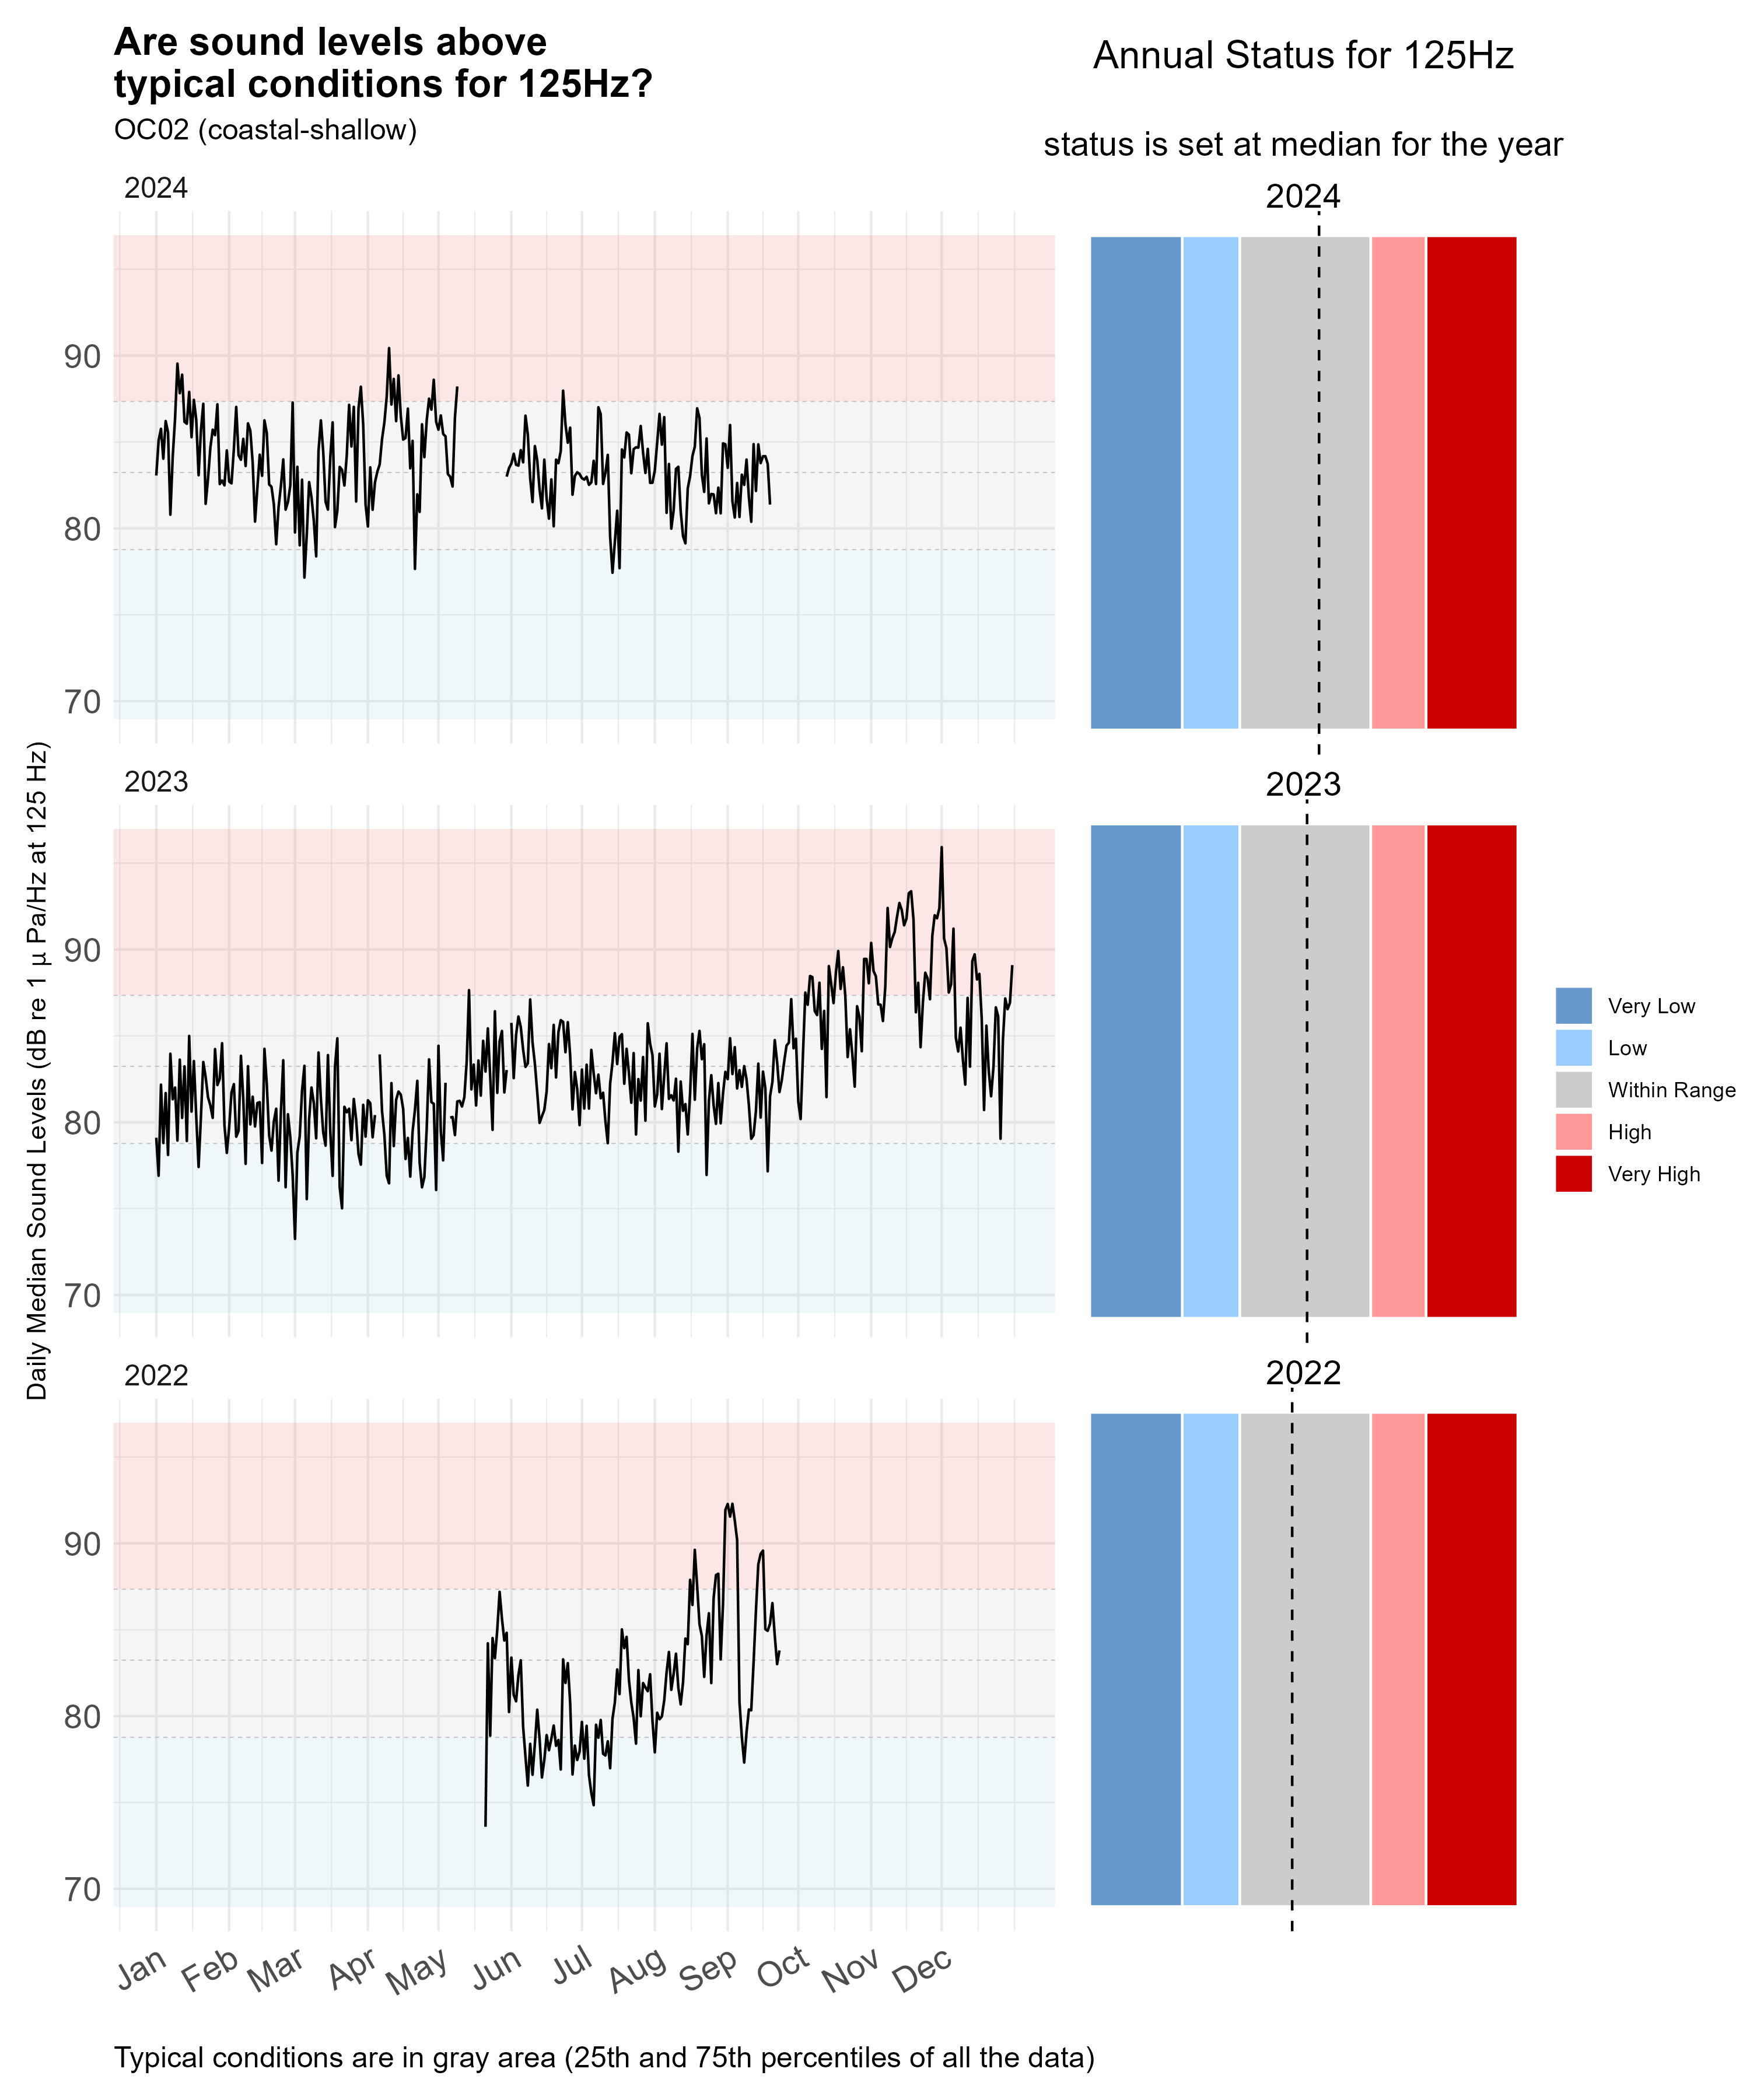 Are sound levels above
typical conditions for 125Hz?
OC02 (coastal-shallow)
Annual Status for 125Hz
status is set at median for the year
Daily Median Sound Levels (dB re 1 µ Pa/Hz at 125 Hz)
2024
90
80
70
2024
2023
90
80
70
2023
2022
90
80
70
2022
Jan Feb Mar Apr May Jun Jul Aug Sep Oct Nov Dec
Very Low
Low
Within Range
High
Very High
Typical conditions are in gray area (25th and 75th percentiles of all the data)